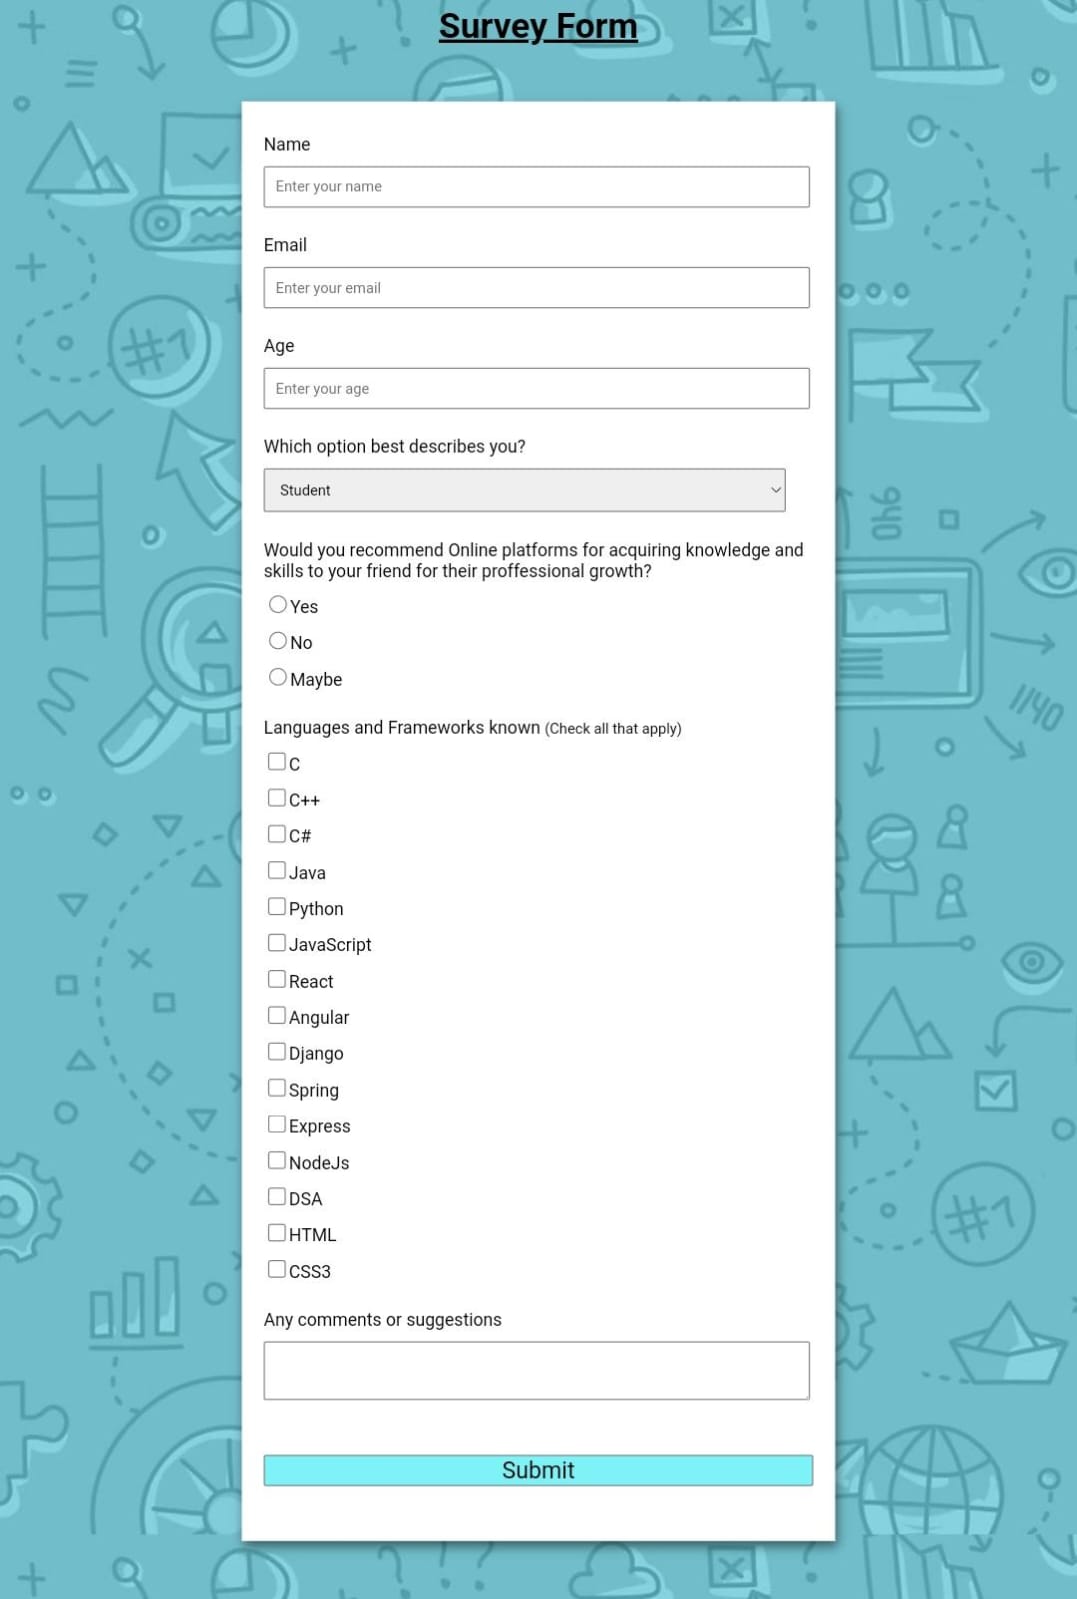 Survey Form
Name
Enter your name
Email
Enter your email
Age
Enter your age
Which option best describes you?
Student
Would you recommend Online platforms for acquiring knowledge and
skills to your friend for their proffessional growth?
Yes
No
Maybe
Languages and Frameworks known (Check all that apply)
C
C++
C#
Java
Python
JavaScript
React
Angular
Django
Spring
Express
NodeJs
DSA
HTML
CSS3
Any comments or suggestions
Submit
#1
#1